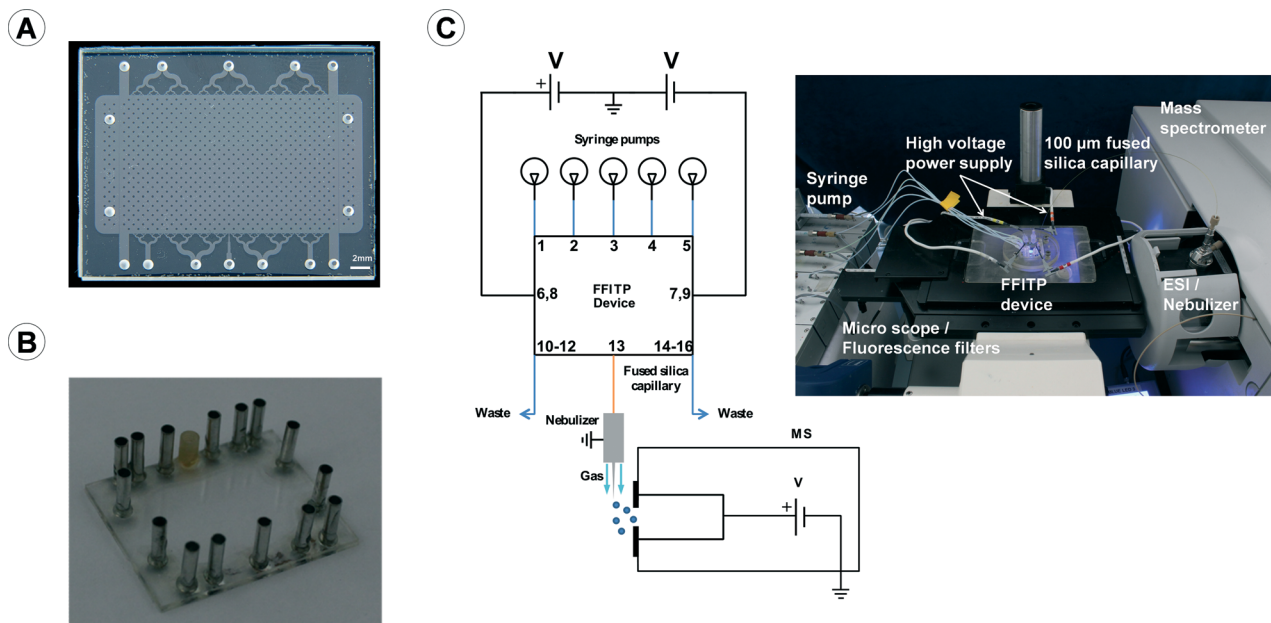 A
2mm
B
C
V
V
+
Syringe pumps
1
2
3
4
5
FFITP
Device
6,8
7,9
10-12
13
14-16
Fused silica
capillary
Waste
Waste
Nebulizer
Gas
MS
V
+
Mass
spectrometer
High voltage
power supply
100 µm fused
silica capillary
Syringe
pump
FFITP
device
ESI /
Nebulizer
Micro scope /
Fluorescence filters